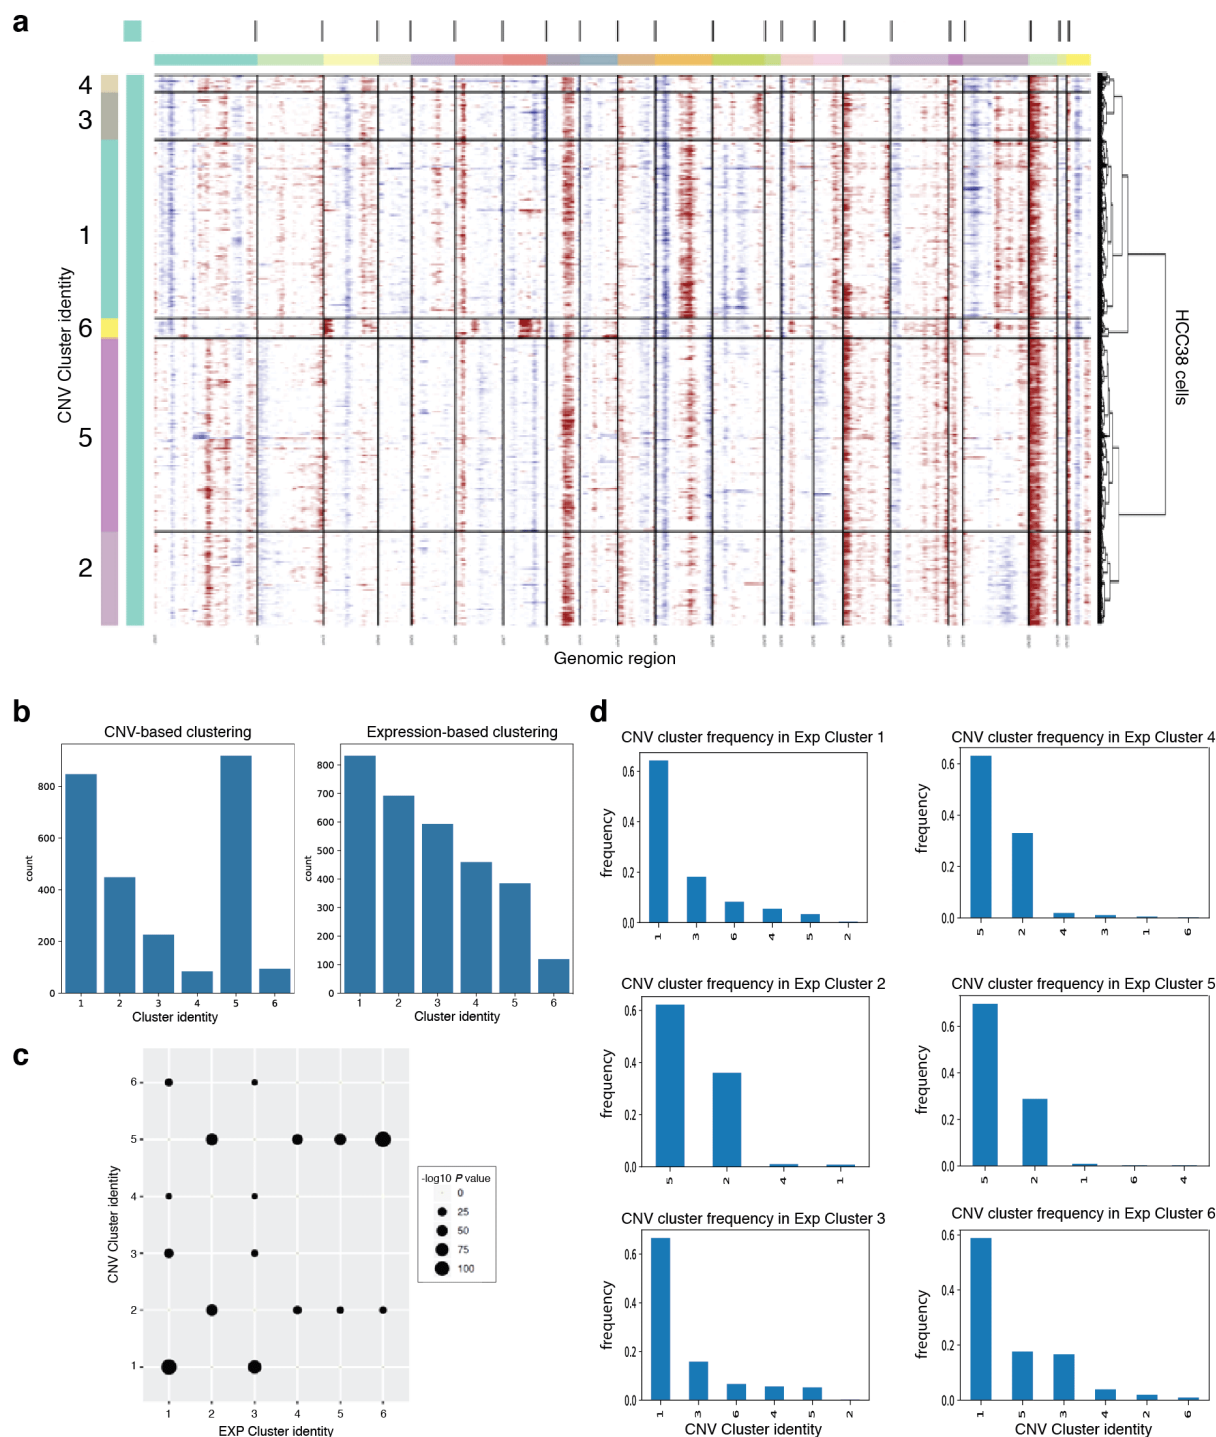 a
4
3
1
6
5
2
CNV Cluster identity
HCC38 cells
Genomic region
b
CNV-based clustering
800
600
400
200
0
count
1 2 3 4 5 6
Cluster identity
Expression-based clustering
800
700
600
500
400
300
200
100
0
count
1 2 3 4 5 6
Cluster identity
c
6
5
4
3
2
1
CNV Cluster identity
1 2 3 4 5 6
EXP Cluster identity
-log10 P value
0
25
50
75
100
d
CNV cluster frequency in Exp Cluster 1
0.6
0.4
0.2
0.0
frequency
1 3 6 4 5 2
CNV cluster frequency in Exp Cluster 4
0.6
0.4
0.2
0.0
frequency
5 2 4 3 1 6
CNV cluster frequency in Exp Cluster 2
0.6
0.4
0.2
0.0
frequency
5 2 4 1
CNV cluster frequency in Exp Cluster 5
0.6
0.4
0.2
0.0
frequency
5 2 1 6 4
CNV cluster frequency in Exp Cluster 3
0.6
0.4
0.2
0.0
frequency
1 3 6 4 5 2
CNV Cluster identity
CNV cluster frequency in Exp Cluster 6
0.6
0.4
0.2
0.0
frequency
1 5 3 4 2 6
CNV Cluster identity